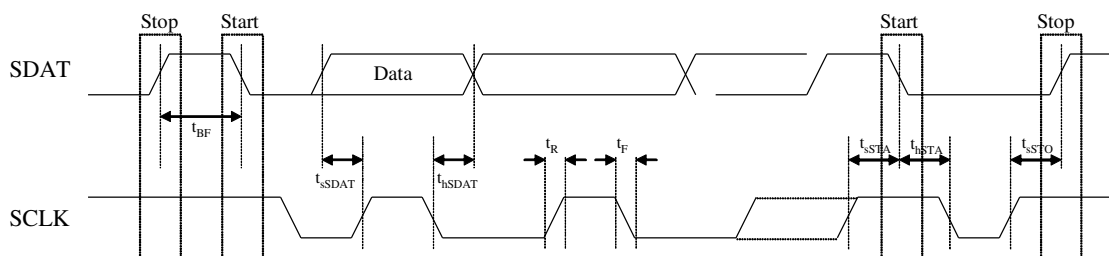 Stop Start Start Stop
SDAT Data
tBF
tR tF tsSTA thSTA tsSTO
tsSDAT thSDAT
SCLK